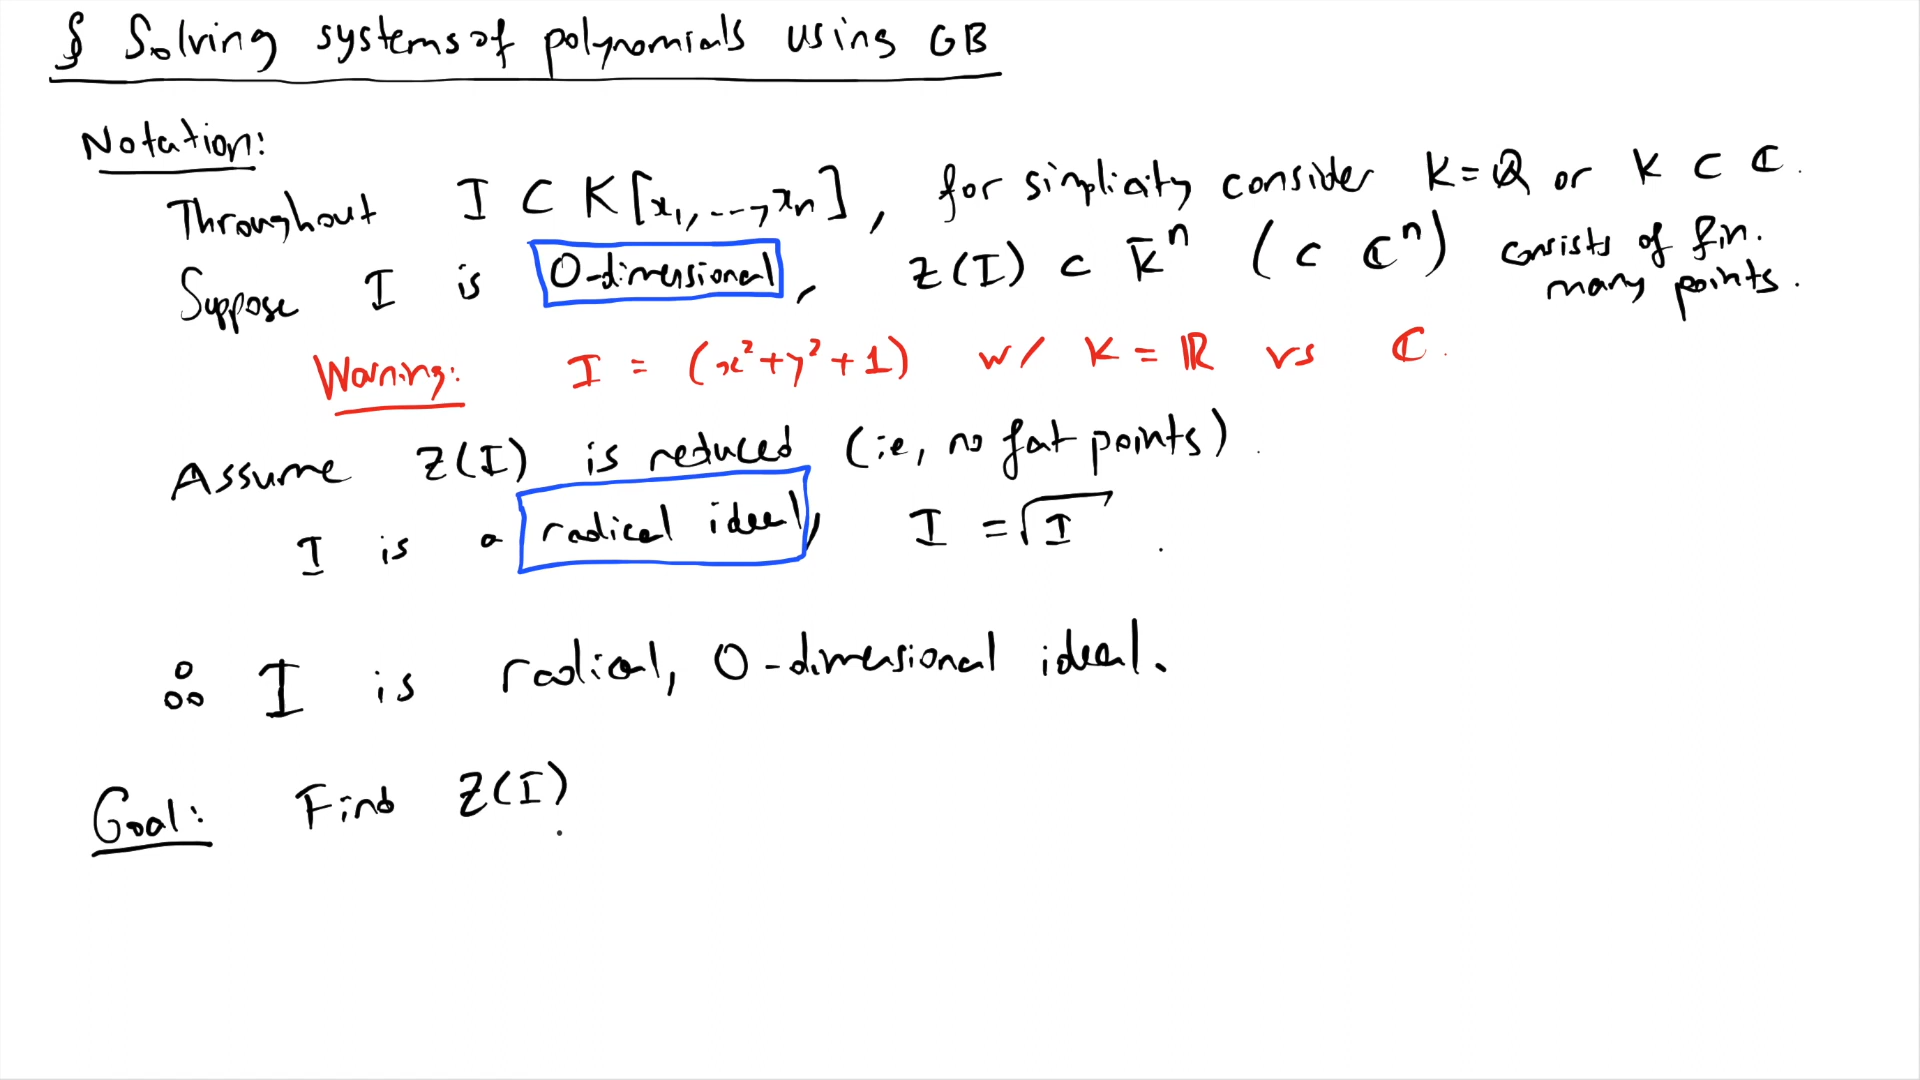 § Solving systems of polynomials using GB
Notation:
Throughout I ⊂ K[x₁, ..., xₙ], for simplicity consider K = ℚ or K ⊂ ℂ.
Suppose I is 0-dimensional, Z(I) ⊂ K̄ⁿ (⊂ ℂⁿ) consists of fin. many points.
Warning: I = (x²+y²+1) w/ K = ℝ vs ℂ.
Assume Z(I) is reduced (ie, no fat points).
I is a radical ideal, I = √I.
∴ I is radical, 0-dimensional ideal.
Goal: Find Z(I)